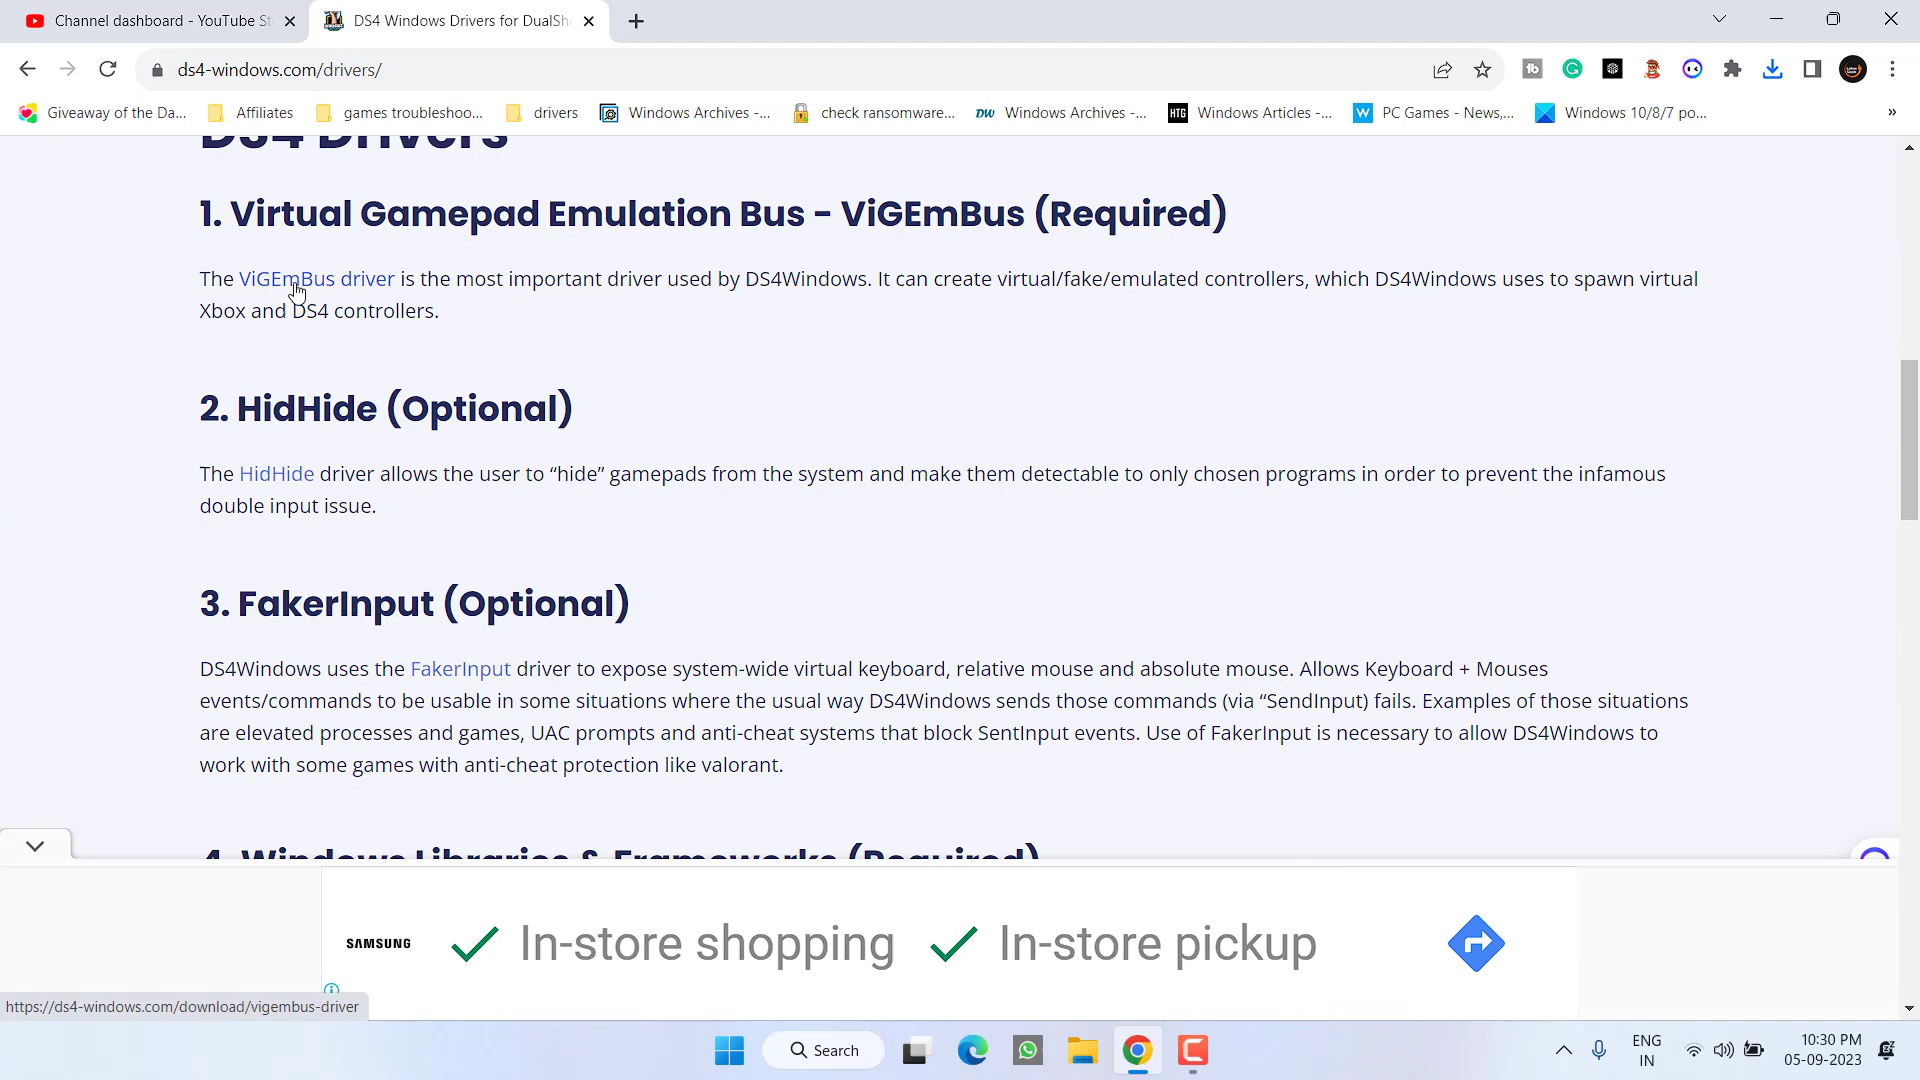 Channel dashboard - YouTube St
DS4 Windows Drivers for DualSh
ds4-windows.com/drivers/
Giveaway of the Da...
Affiliates
games troubleshoo...
drivers
Windows Archives -...
check ransomware...
DW Windows Archives -...
HTG Windows Articles -...
W PC Games - News,...
Windows 10/8/7 po...
»
DS4 Drivers
1. Virtual Gamepad Emulation Bus - ViGEmBus (Required)
The ViGEmBus driver is the most important driver used by DS4Windows. It can create virtual/fake/emulated controllers, which DS4Windows uses to spawn virtual
Xbox and DS4 controllers.
2. HidHide (Optional)
The HidHide driver allows the user to “hide” gamepads from the system and make them detectable to only chosen programs in order to prevent the infamous
double input issue.
3. FakerInput (Optional)
DS4Windows uses the FakerInput driver to expose system-wide virtual keyboard, relative mouse and absolute mouse. Allows Keyboard + Mouses
events/commands to be usable in some situations where the usual way DS4Windows sends those commands (via “SendInput) fails. Examples of those situations
are elevated processes and games, UAC prompts and anti-cheat systems that block SentInput events. Use of FakerInput is necessary to allow DS4Windows to
work with some games with anti-cheat protection like valorant.
4. Windows Libraries & Frameworks (Required)
SAMSUNG
In-store shopping
In-store pickup
https://ds4-windows.com/download/vigembus-driver
Search
ENG
IN
10:30 PM
05-09-2023